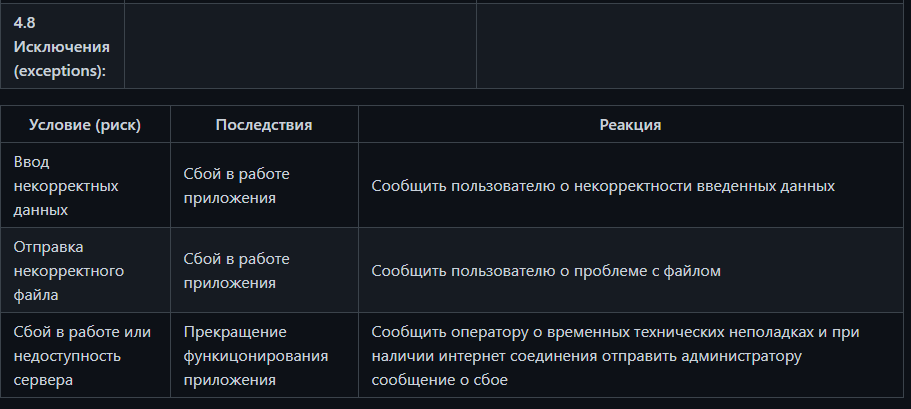 4.8
Исключения
(exceptions):
Условие (риск) Последствия Реакция
Ввод
некорректных
данных
Сбой в работе
приложения
Сообщить пользователю о некорректности введенных данных
Отправка
некорректного
файла
Сбой в работе
приложения
Сообщить пользователю о проблеме с файлом
Сбой в работе или
недоступность
сервера
Прекращение
функицонирования
приложения
Сообщить оператору о временных технических неполадках и при
наличии интернет соединения отправить администратору
сообщение о сбое